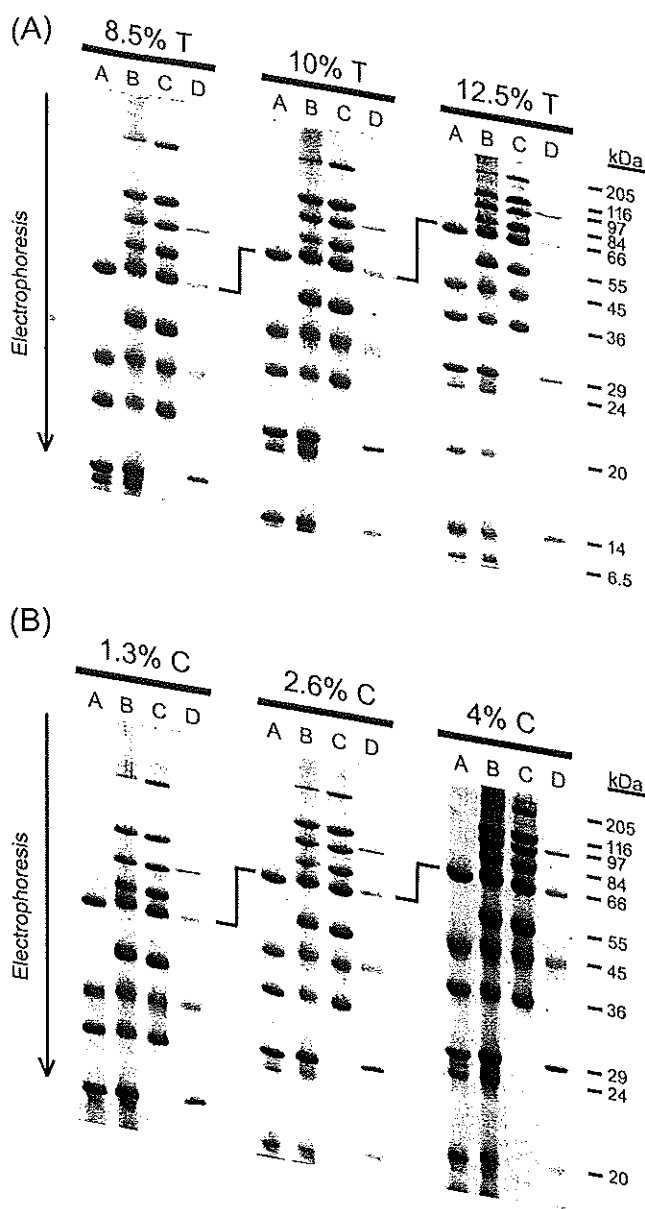 (A)
8.5% T
10% T
12.5% T
A B C D
A B C D
A B C D
kDa
205
116
97
84
66
55
45
36
29
24
20
14
6.5
Electrophoresis
(B)
1.3% C
2.6% C
4% C
A B C D
A B C D
A B C D
kDa
205
116
97
84
66
55
45
36
29
24
20
Electrophoresis